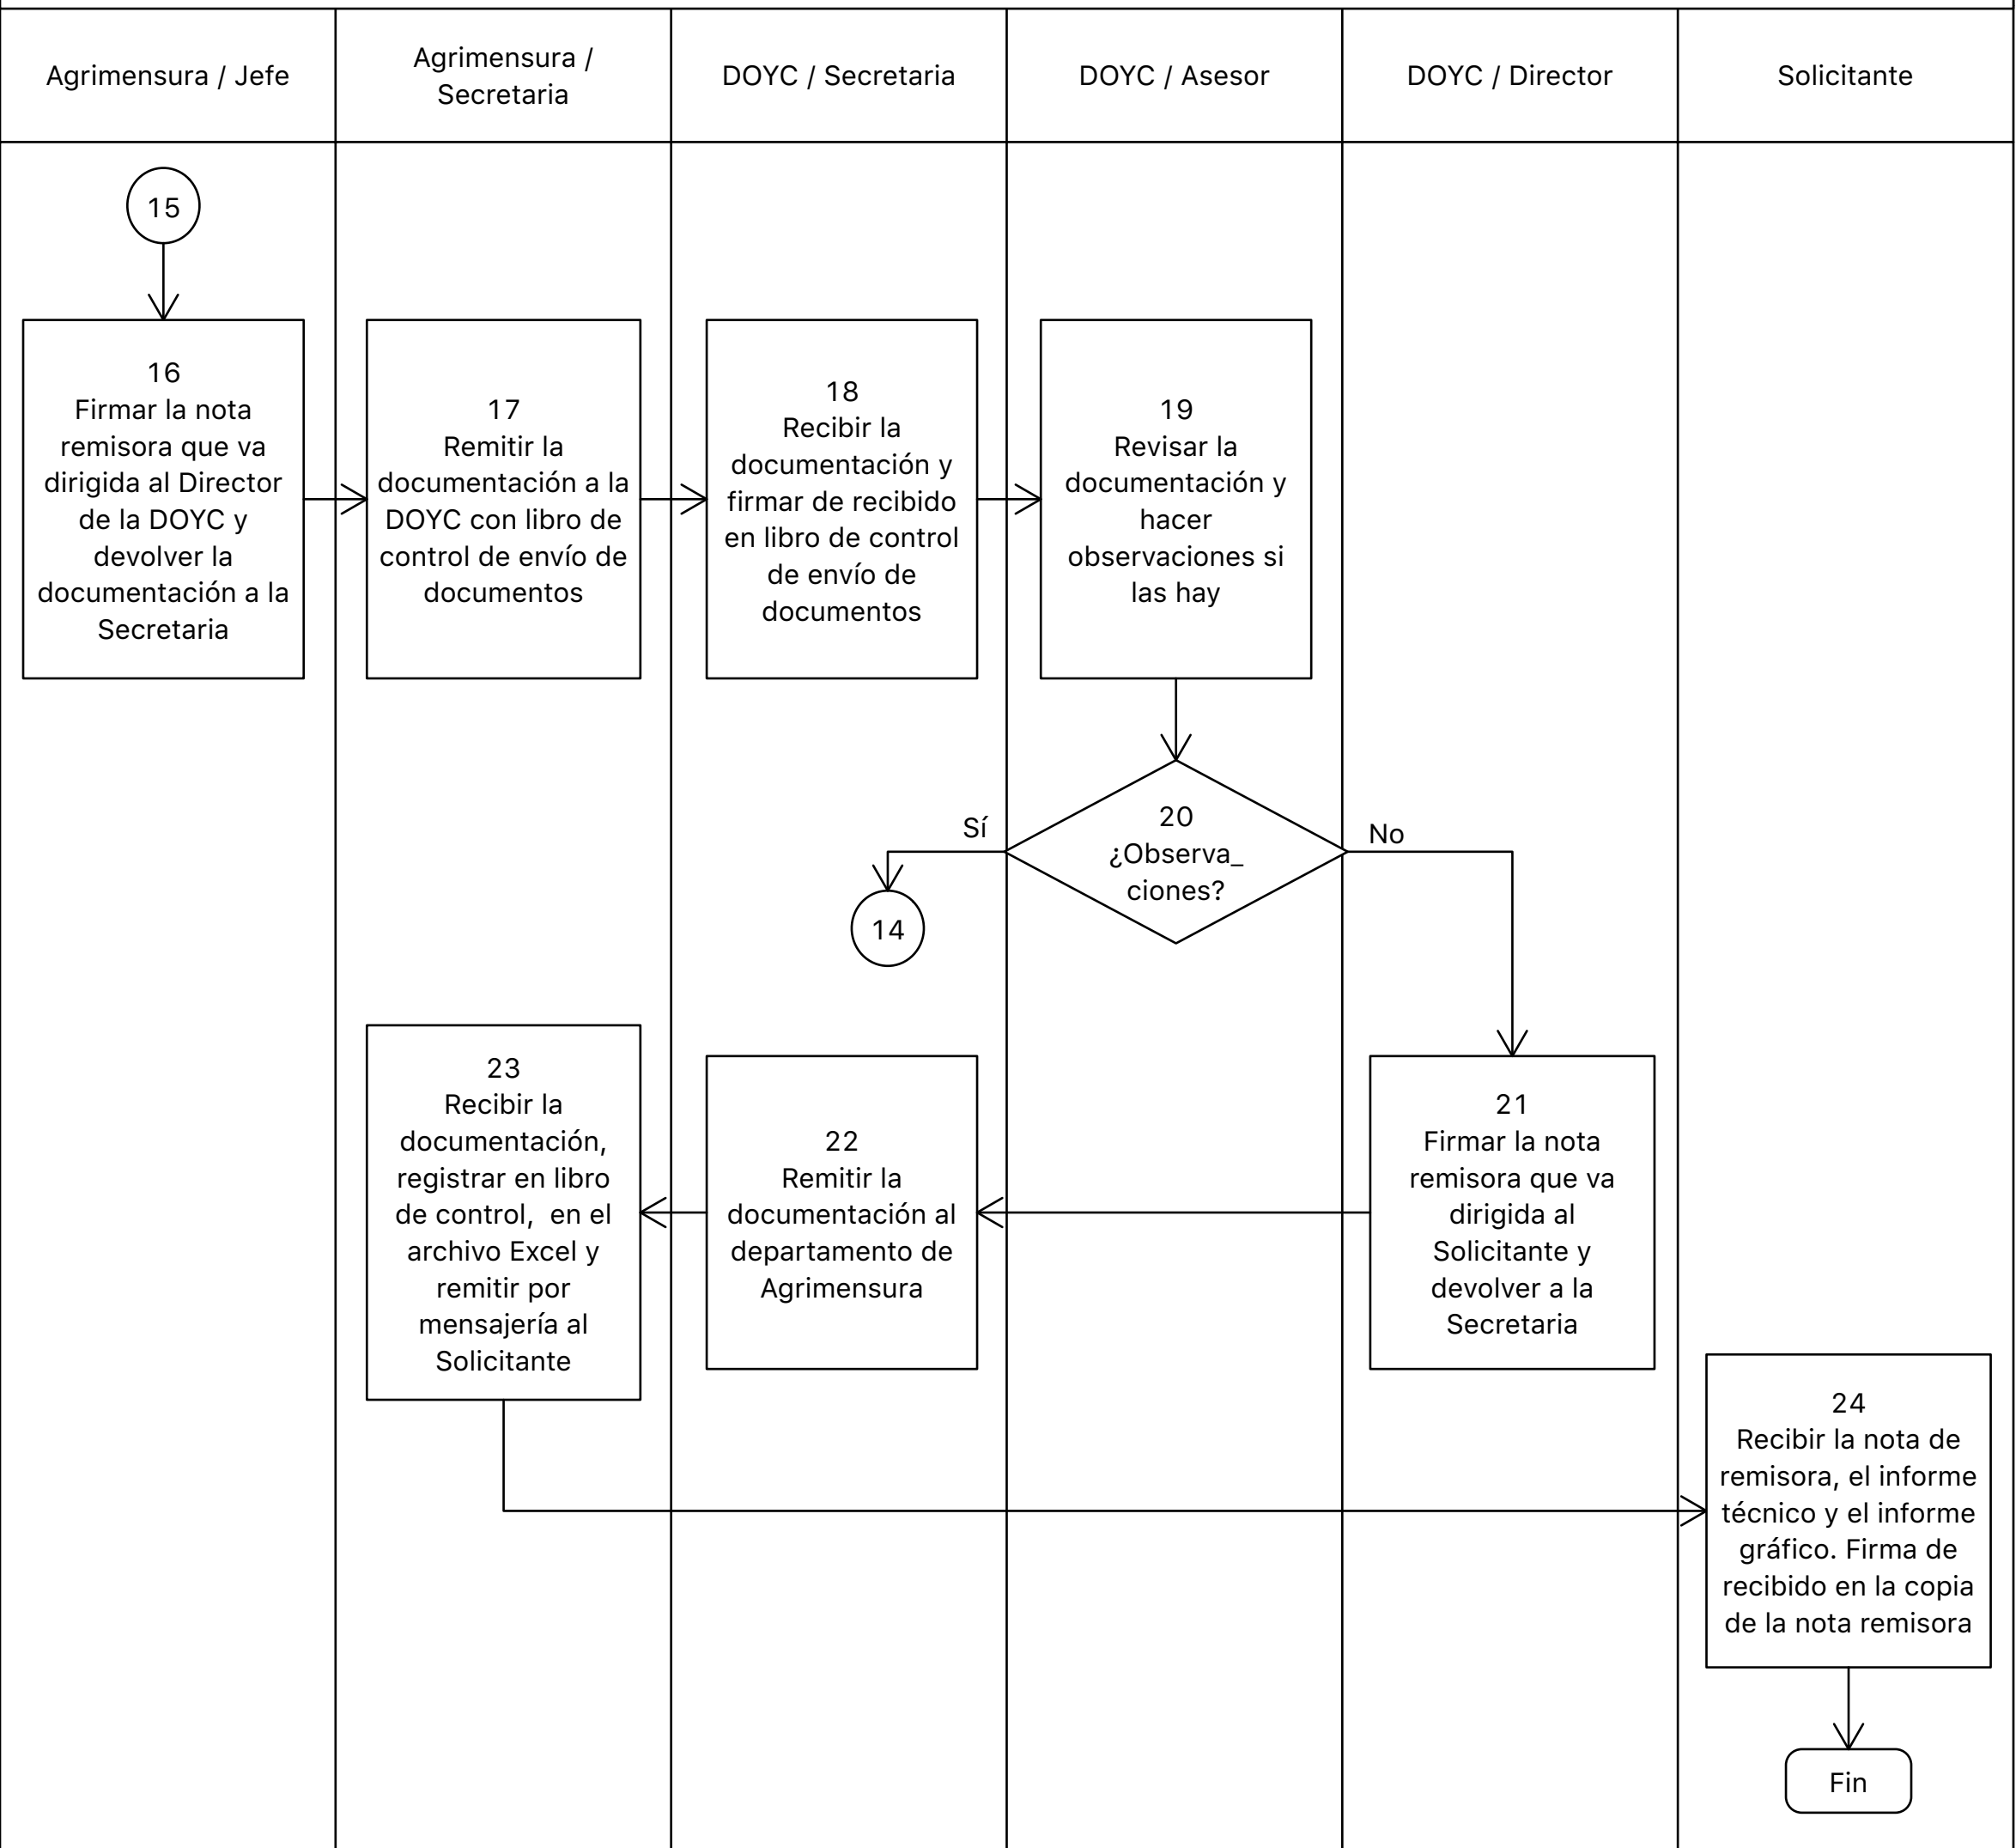 Agrimensura / Jefe
Agrimensura /
Secretaria
DOYC / Secretaria
DOYC / Asesor
DOYC / Director
Solicitante
15
16
Firmar la nota
remisora que va
dirigida al Director
de la DOYC y
devolver la
documentación a la
Secretaria
17
Remitir la
documentación a la
DOYC con libro de
control de envío de
documentos
18
Recibir la
documentación y
firmar de recibido
en libro de control
de envío de
documentos
19
Revisar la
documentación y
hacer
observaciones si
las hay
20
¿Observa_
ciones?
Sí
No
14
23
Recibir la
documentación,
registrar en libro
de control,  en el
archivo Excel y
remitir por
mensajería al
Solicitante
22
Remitir la
documentación al
departamento de
Agrimensura
21
Firmar la nota
remisora que va
dirigida al
Solicitante y
devolver a la
Secretaria
24
Recibir la nota de
remisora, el informe
técnico y el informe
gráfico. Firma de
recibido en la copia
de la nota remisora
Fin